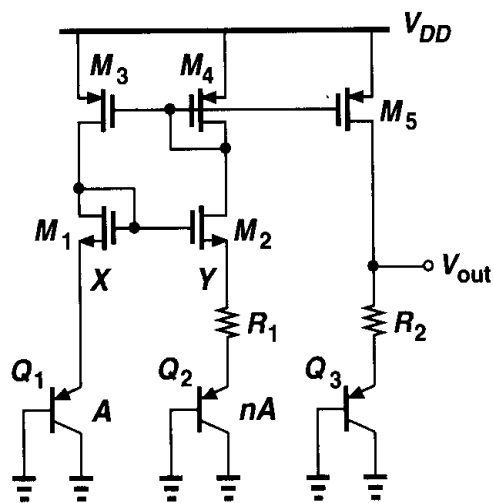 V_DD
M_3
M_4
M_5
M_1
M_2
X
Y
V_out
R_1
R_2
Q_1
Q_2
Q_3
A
nA